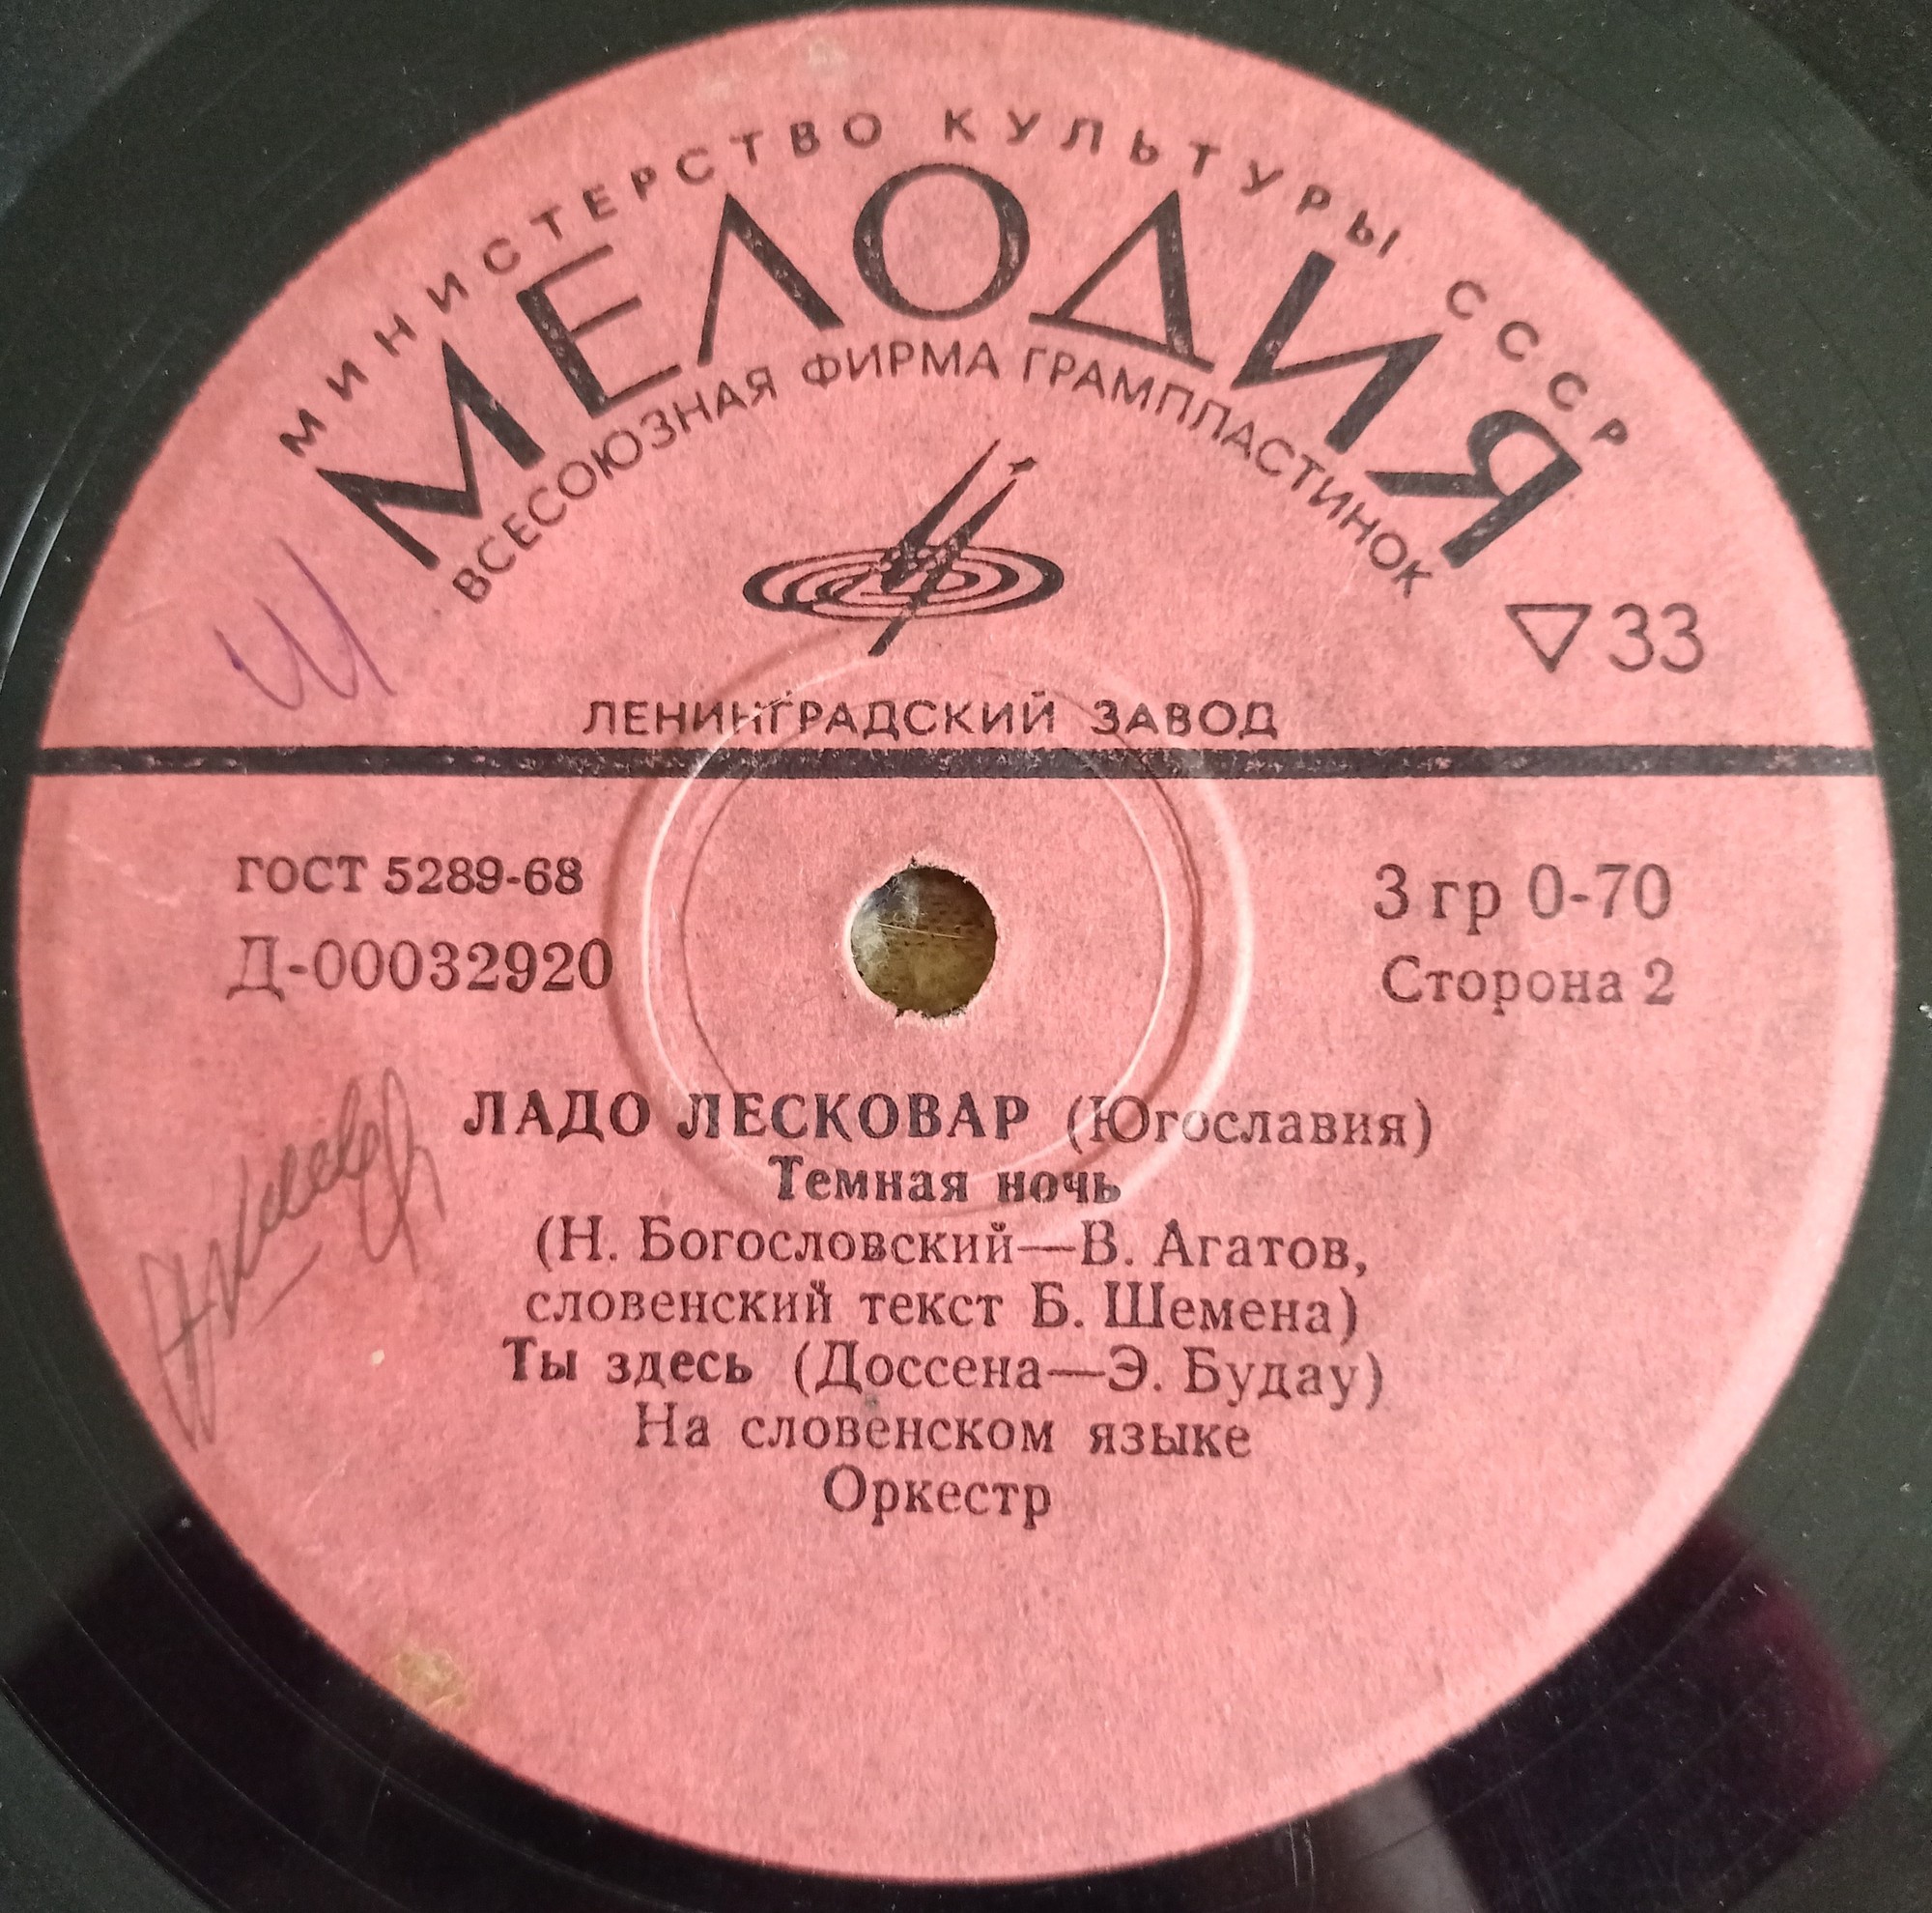 МИНИСТЕРСТВО КУЛЬТУРЫ СССР
МЕЛОДИЯ
ВСЕСОЮЗНАЯ ФИРМА ГРАМПЛАСТИНОК
33
ЛЕНИНГРАДСКИЙ ЗАВОД
ГОСТ 5289-68
Д-00032920
3 гр 0-70
Сторона 2
ЛАДО ЛЕСКОВАР (Югославия)
Темная ночь
(Н. Богословский—В. Агатов,
словенский текст Б. Шемена)
Ты здесь (Доссена—Э. Будау)
На словенском языке
Оркестр